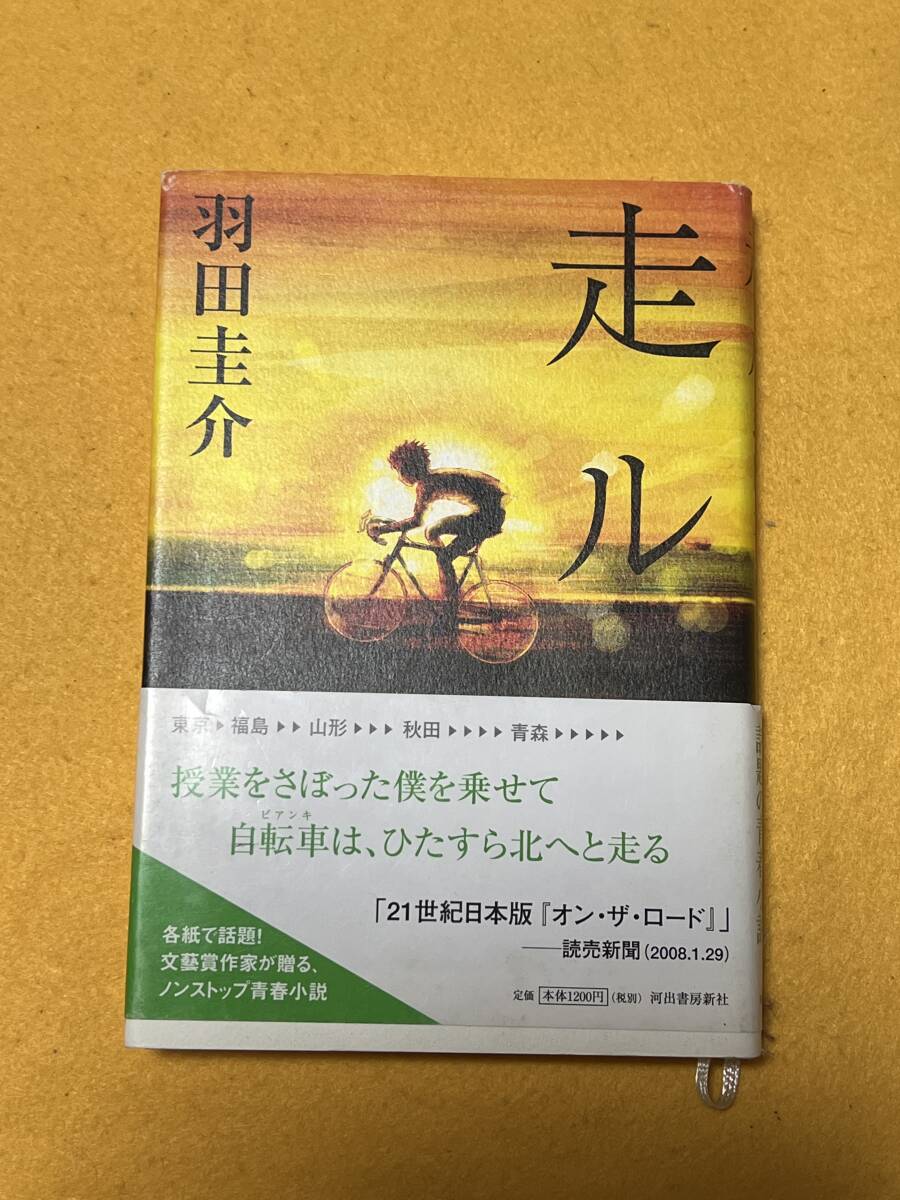 走ル
羽田圭介
東京▶福島▶▶山形▶▶▶秋田▶▶▶▶青森▶▶▶▶▶
授業をさぼった僕を乗せて
ビアンキ
自転車は、ひたすら北へと走る
「21世紀日本版『オン・ザ・ロード』」
──読売新聞(2008.1.29)
各紙で話題!
文藝賞作家が贈る、
ノンストップ青春小説
定価 本体1200円(税別) 河出書房新社